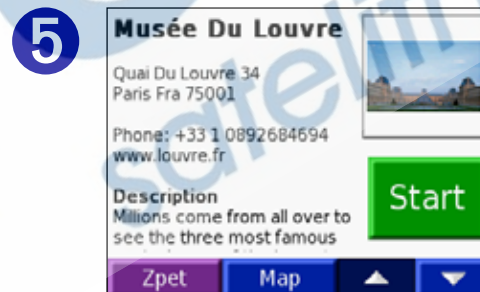 5
Musée Du Louvre
Quai Du Louvre 34
Paris Fra 75001
Phone: +33 1 0892684694
www.louvre.fr
Description
Millions come from all over to
see the three most famous
Start
Zpet
Map